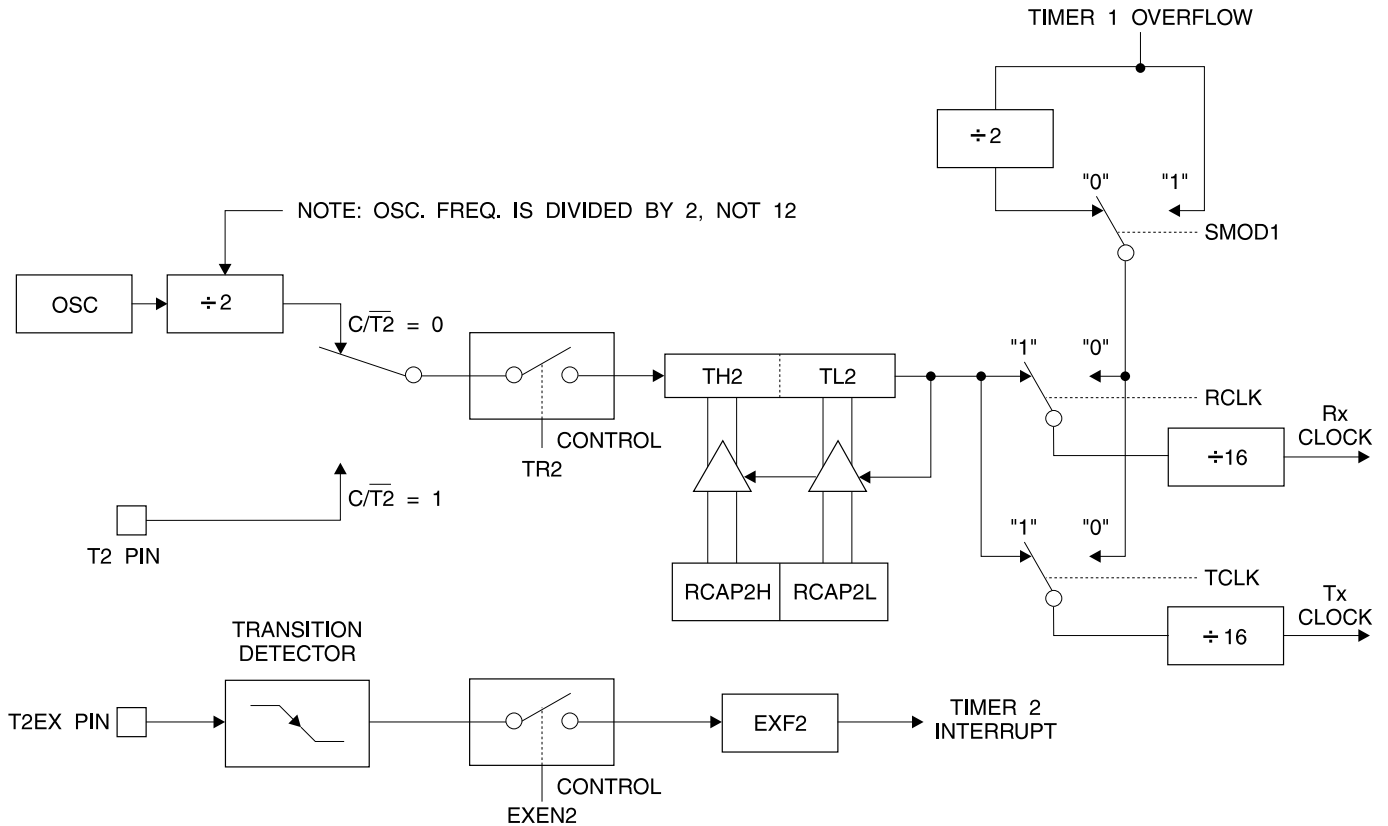 TIMER 1 OVERFLOW
÷2
"0" "1"
SMOD1
NOTE: OSC. FREQ. IS DIVIDED BY 2, NOT 12
OSC
÷2
C/T̅2̅ = 0
TH2
TL2
"1" "0"
RCLK
CONTROL
TR2
Rx
CLOCK
÷16
C/T̅2̅ = 1
T2 PIN
"1" "0"
TCLK
RCAP2H
RCAP2L
Tx
CLOCK
÷16
TRANSITION
DETECTOR
T2EX PIN
EXF2
TIMER 2
INTERRUPT
CONTROL
EXEN2